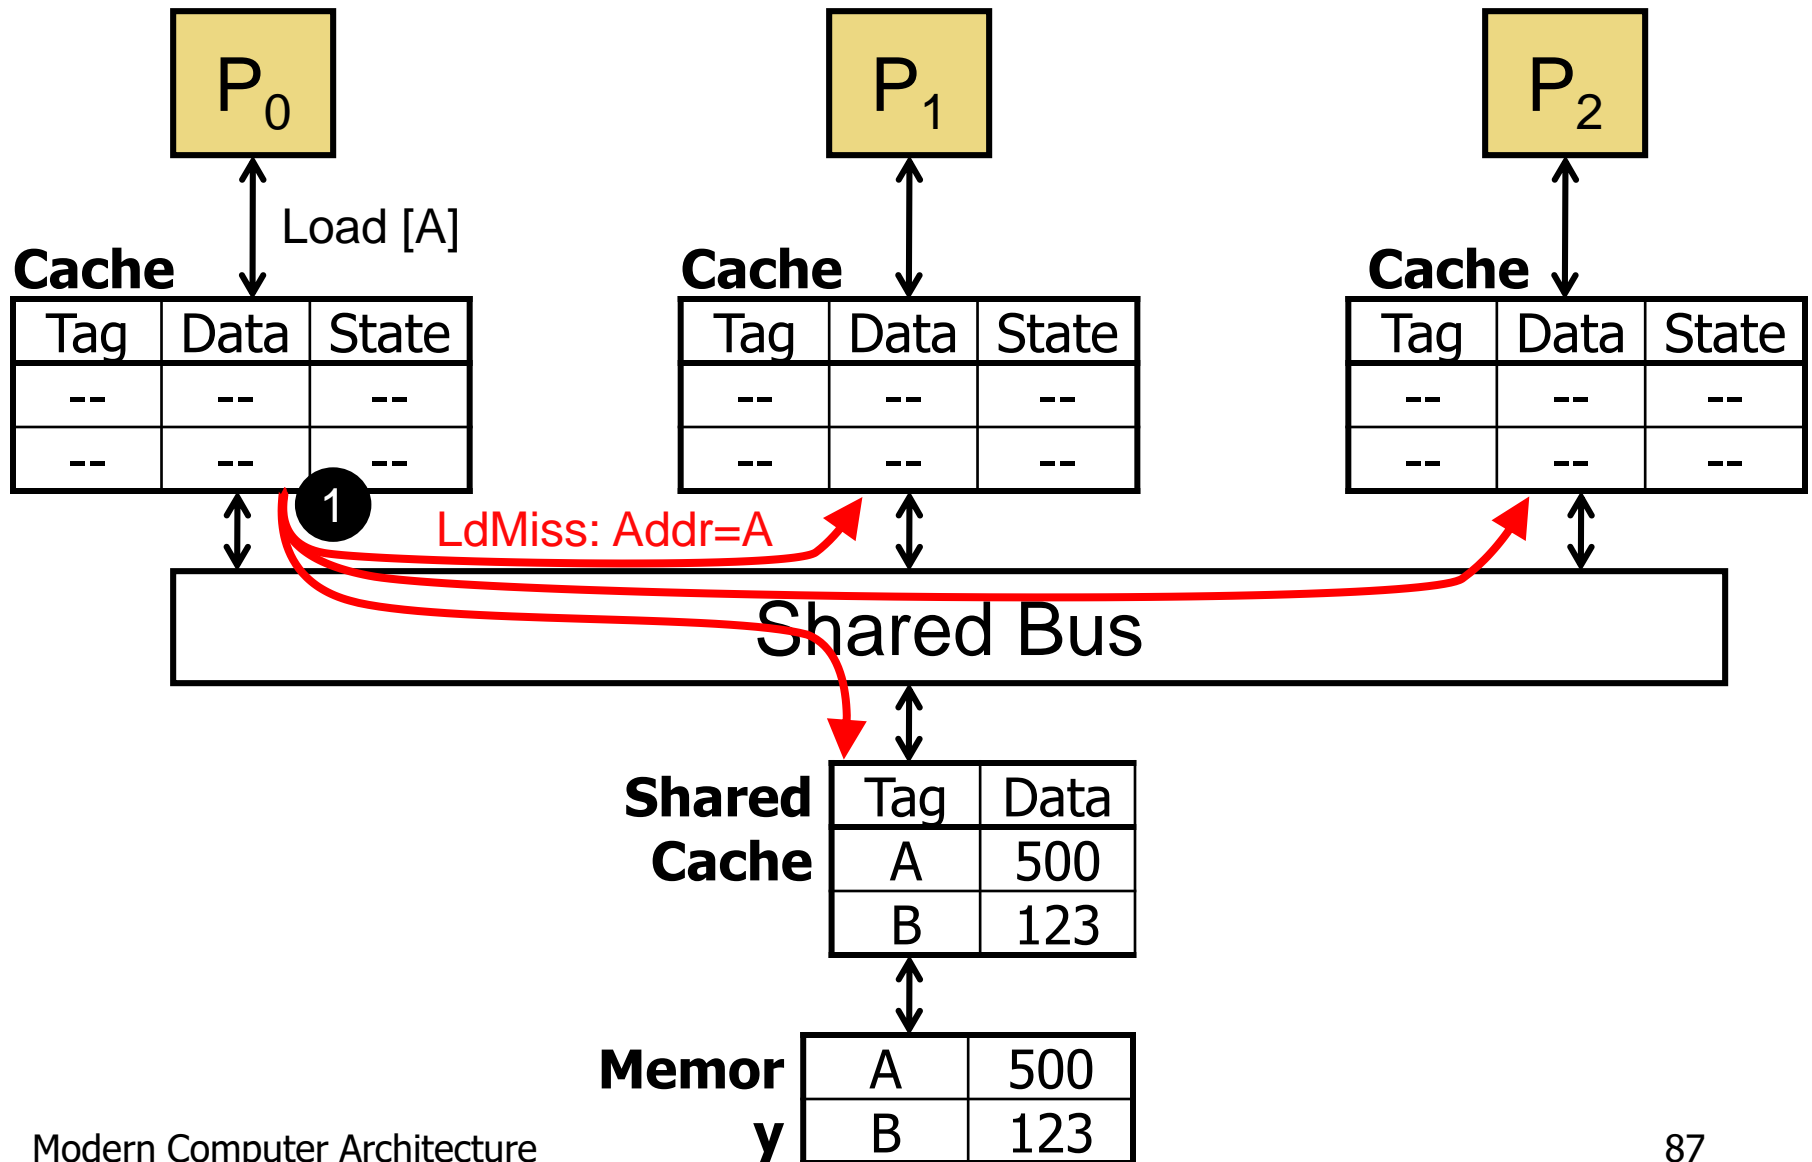 P0 P1 P2
Load [A]
Cache Cache Cache
Tag Data State Tag Data State Tag Data State
-- -- -- -- -- -- -- -- --
-- -- -- -- -- -- -- -- --
1
LdMiss: Addr=A
Shared Bus
Shared Tag Data
Cache A 500
B 123
Memor A 500
y B 123
Modern Computer Architecture 87